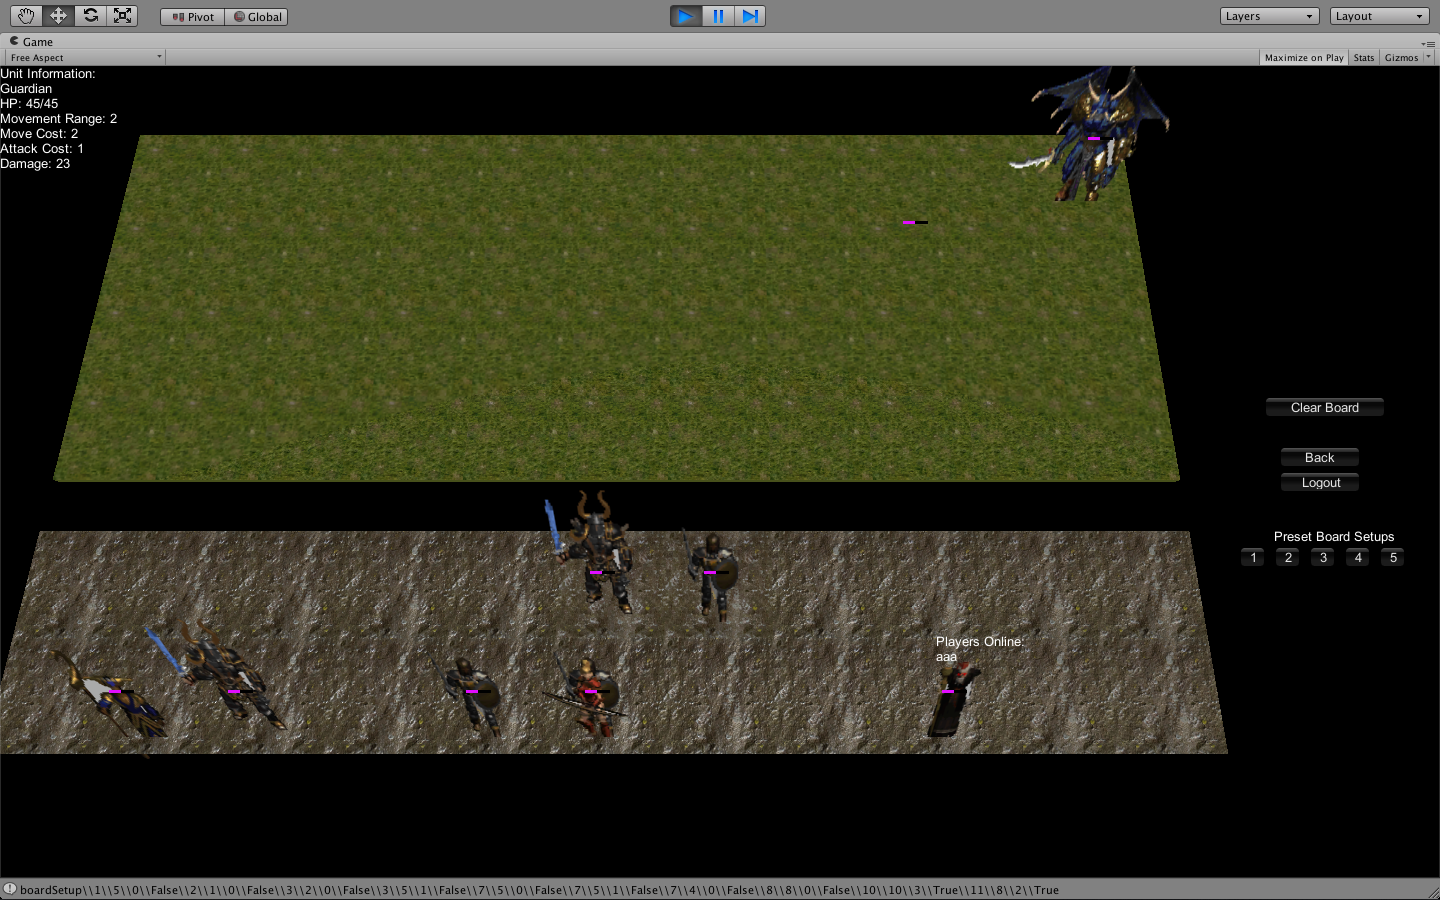 Pivot Global Layers Layout
Game
Free Aspect Maximize on Play Stats Gizmos
Unit Information:
Guardian
HP: 45/45
Movement Range: 2
Move Cost: 2
Attack Cost: 1
Damage: 23
Clear Board
Back
Logout
Preset Board Setups
1 2 3 4 5
Players Online:
aaa
boardSetup\\1\\5\\0\\False\\2\\1\\0\\False\\3\\2\\0\\False\\3\\5\\1\\False\\7\\5\\0\\False\\7\\5\\1\\False\\7\\4\\0\\False\\8\\8\\0\\False\\10\\10\\3\\True\\11\\8\\2\\True